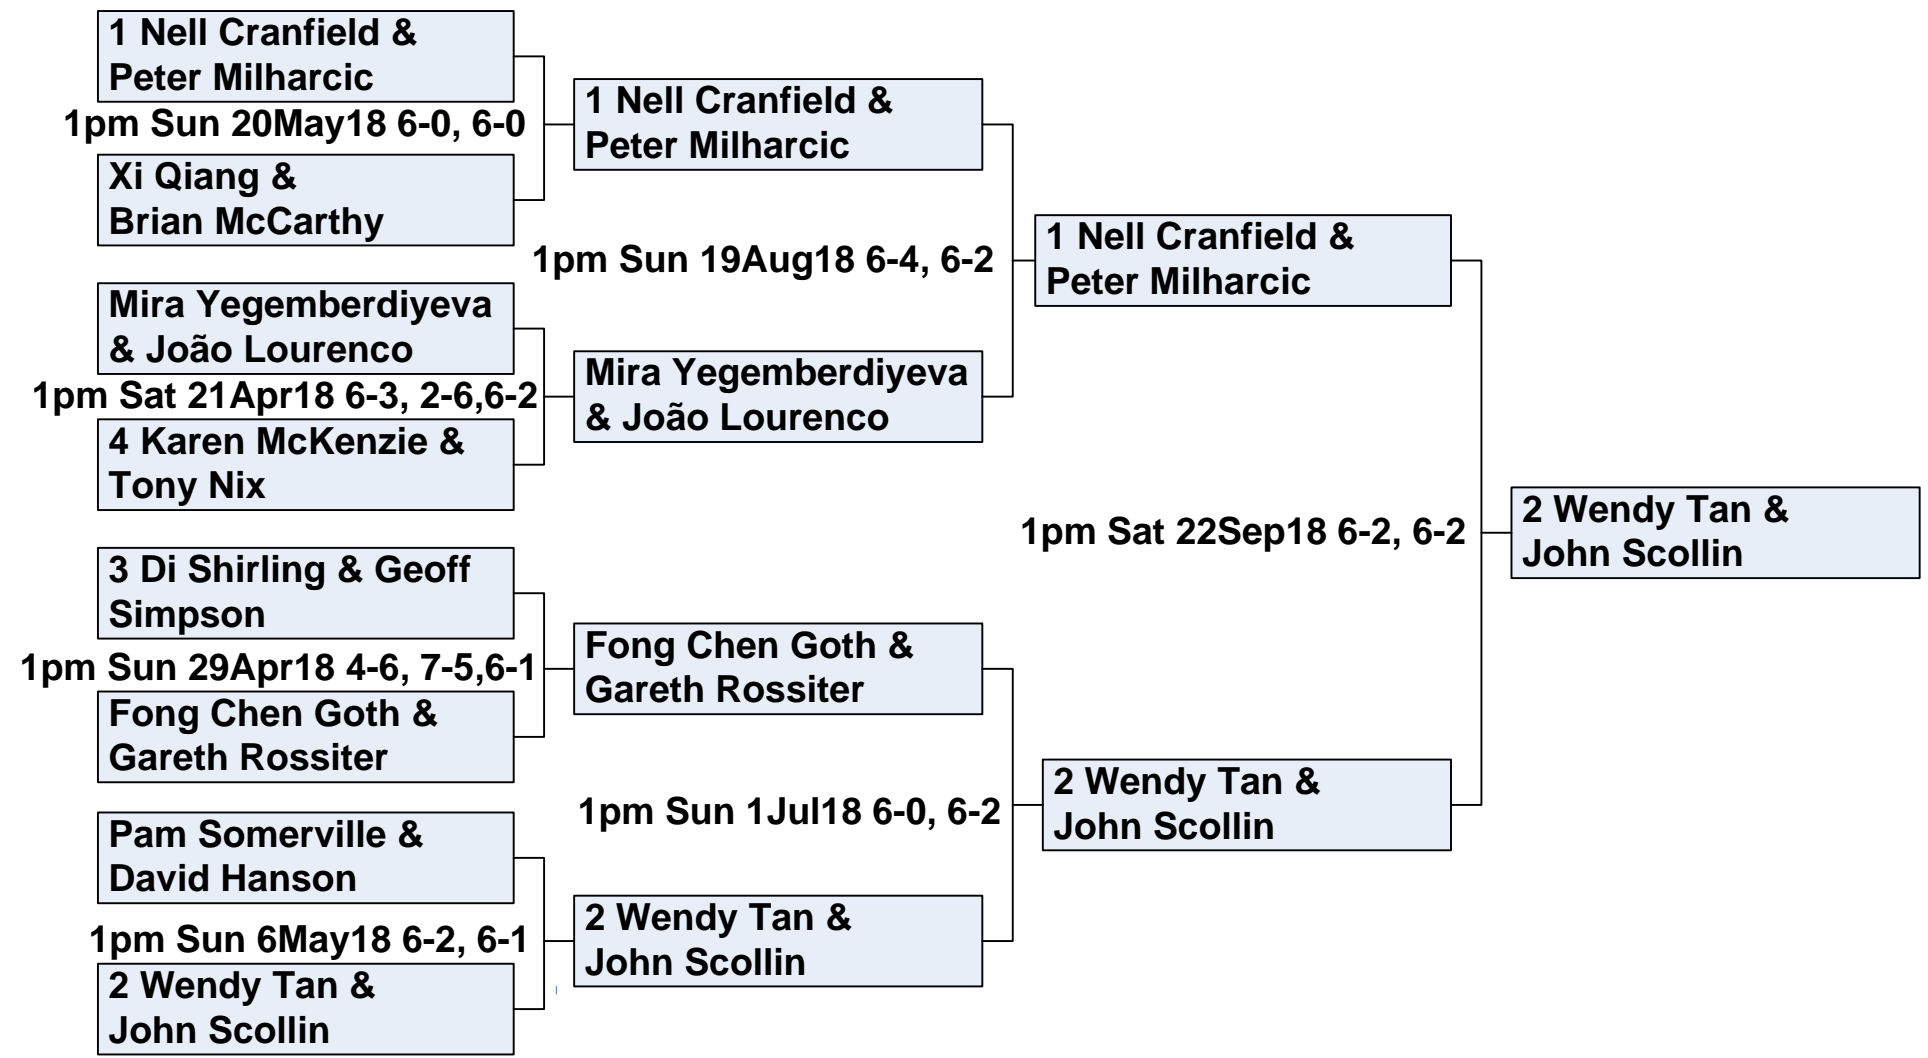 1 Nell Cranfield &
Peter Milharcic
1pm Sun 20May18 6-0, 6-0
Xi Qiang &
Brian McCarthy
Mira Yegemberdiyeva
& João Lourenco
1pm Sat 21Apr18 6-3, 2-6,6-2
4 Karen McKenzie &
Tony Nix
3 Di Shirling & Geoff
Simpson
1pm Sun 29Apr18 4-6, 7-5,6-1
Fong Chen Goth &
Gareth Rossiter
Pam Somerville &
David Hanson
1pm Sun 6May18 6-2, 6-1
2 Wendy Tan &
John Scollin
1 Nell Cranfield &
Peter Milharcic
1pm Sun 19Aug18 6-4, 6-2
Mira Yegemberdiyeva
& João Lourenco
Fong Chen Goth &
Gareth Rossiter
1pm Sun 1Jul18 6-0, 6-2
2 Wendy Tan &
John Scollin
1 Nell Cranfield &
Peter Milharcic
1pm Sat 22Sep18 6-2, 6-2
2 Wendy Tan &
John Scollin
2 Wendy Tan &
John Scollin